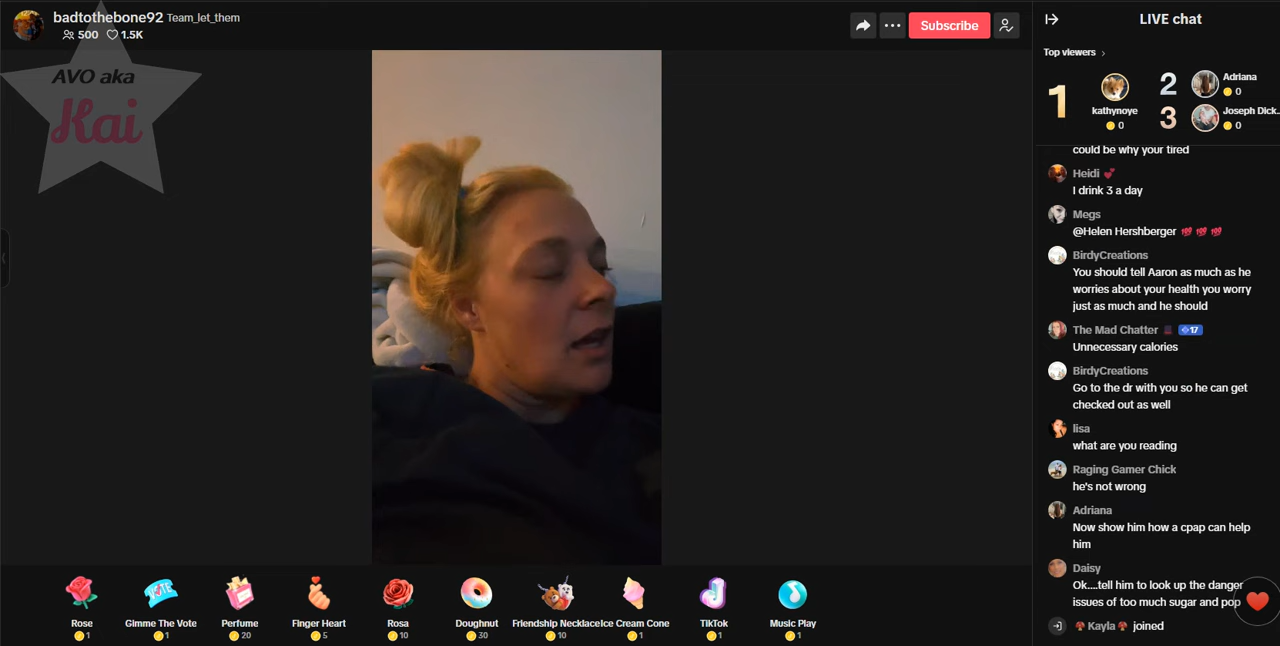 badtothebone92 Team_let_them
500 1.5K
Subscribe
AVO aka
Kai
LIVE chat
Top viewers
1
kathynoye
0
2
Adriana
0
3
Joseph Dick...
0
could be why your tired
Heidi
I drink 3 a day
Megs
@Helen Hershberger 💯 💯 💯
BirdyCreations
You should tell Aaron as much as he
worries about your health you worry
just as much and he should
The Mad Chatter 17
Unnecessary calories
BirdyCreations
Go to the dr with you so he can get
checked out as well
lisa
what are you reading
Raging Gamer Chick
he's not wrong
Adriana
Now show him how a cpap can help
him
Daisy
Ok....tell him to look up the danger
issues of too much sugar and pop
Kayla joined
Rose
1
Gimme The Vote
1
Perfume
20
Finger Heart
5
Rosa
10
Doughnut
30
Friendship Necklace
10
Ice Cream Cone
1
TikTok
1
Music Play
1